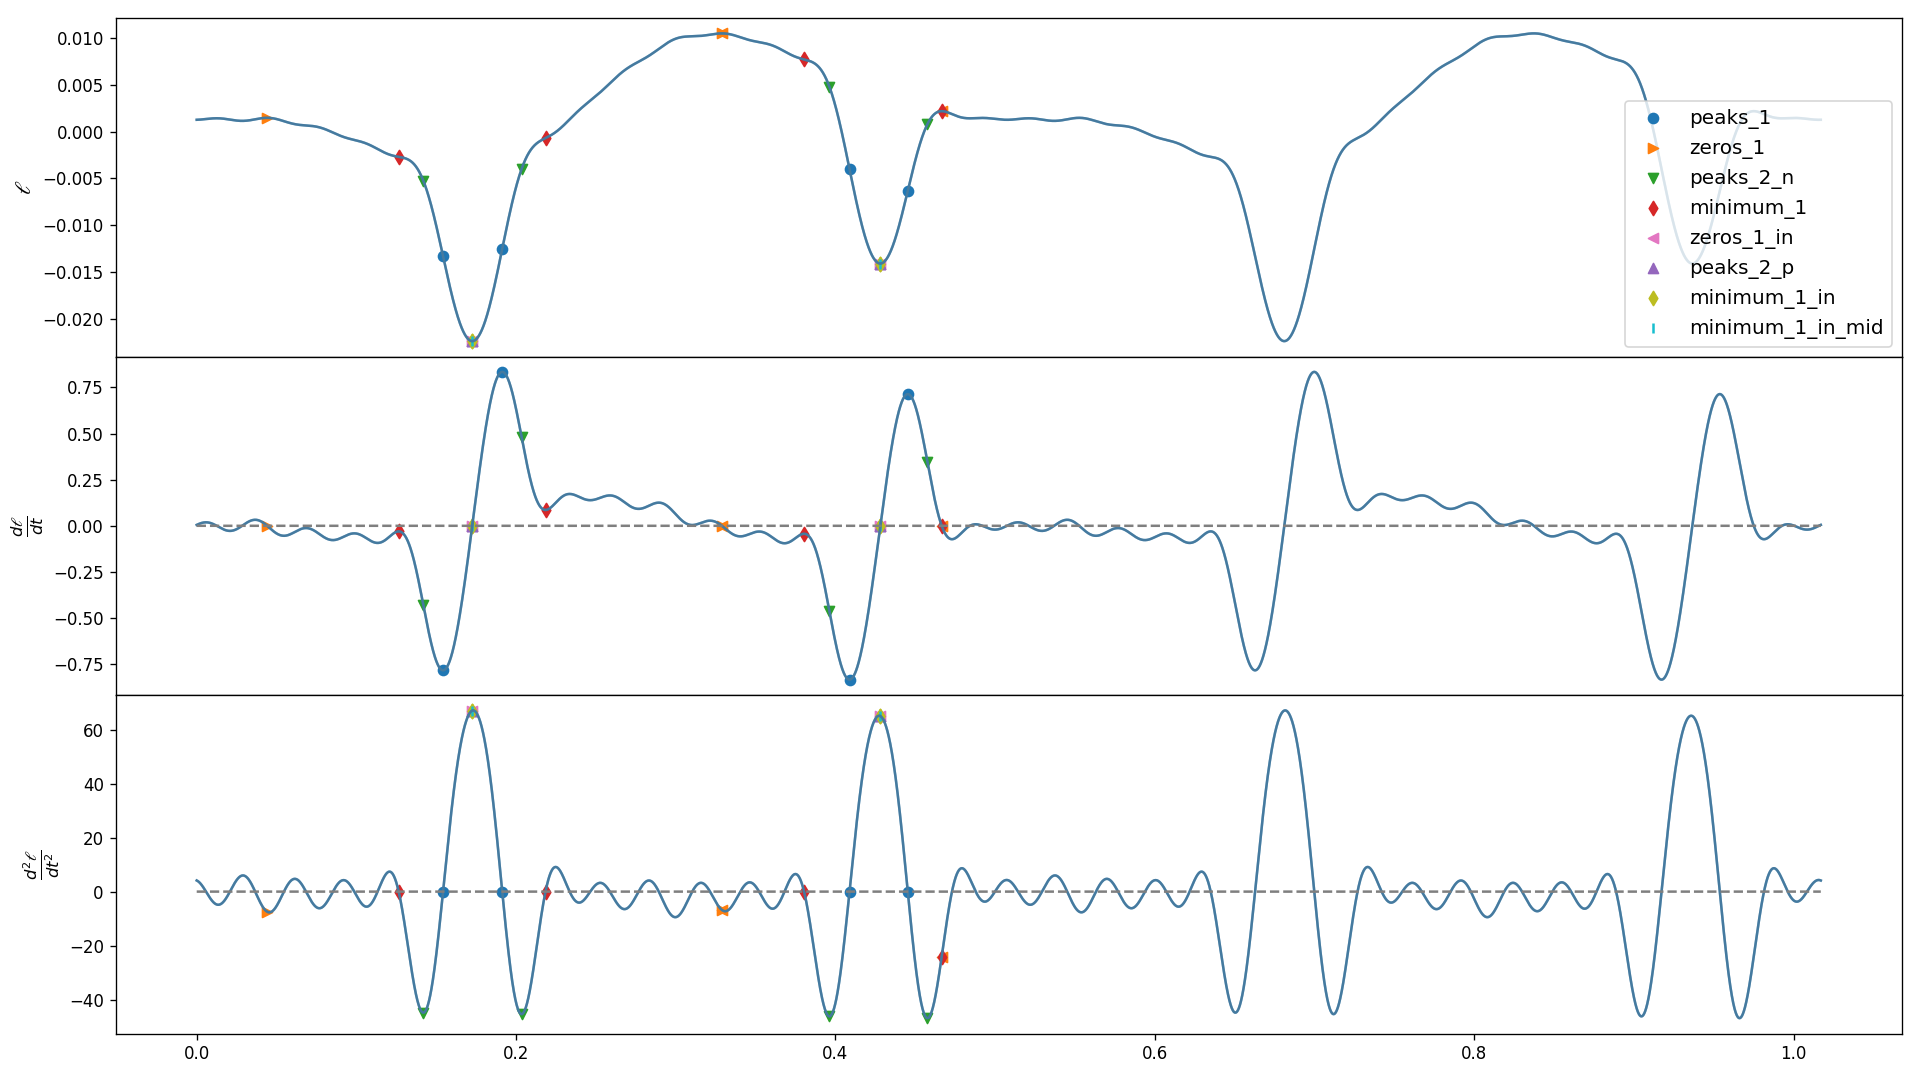 0.010
0.005
0.000
−0.005
−0.010
−0.015
−0.020
ℓ
peaks_1
zeros_1
peaks_2_n
minimum_1
zeros_1_in
peaks_2_p
minimum_1_in
minimum_1_in_mid
0.75
0.50
0.25
0.00
−0.25
−0.50
−0.75
dℓ
dt
60
40
20
0
−20
−40
d²ℓ
dt²
0.0 0.2 0.4 0.6 0.8 1.0